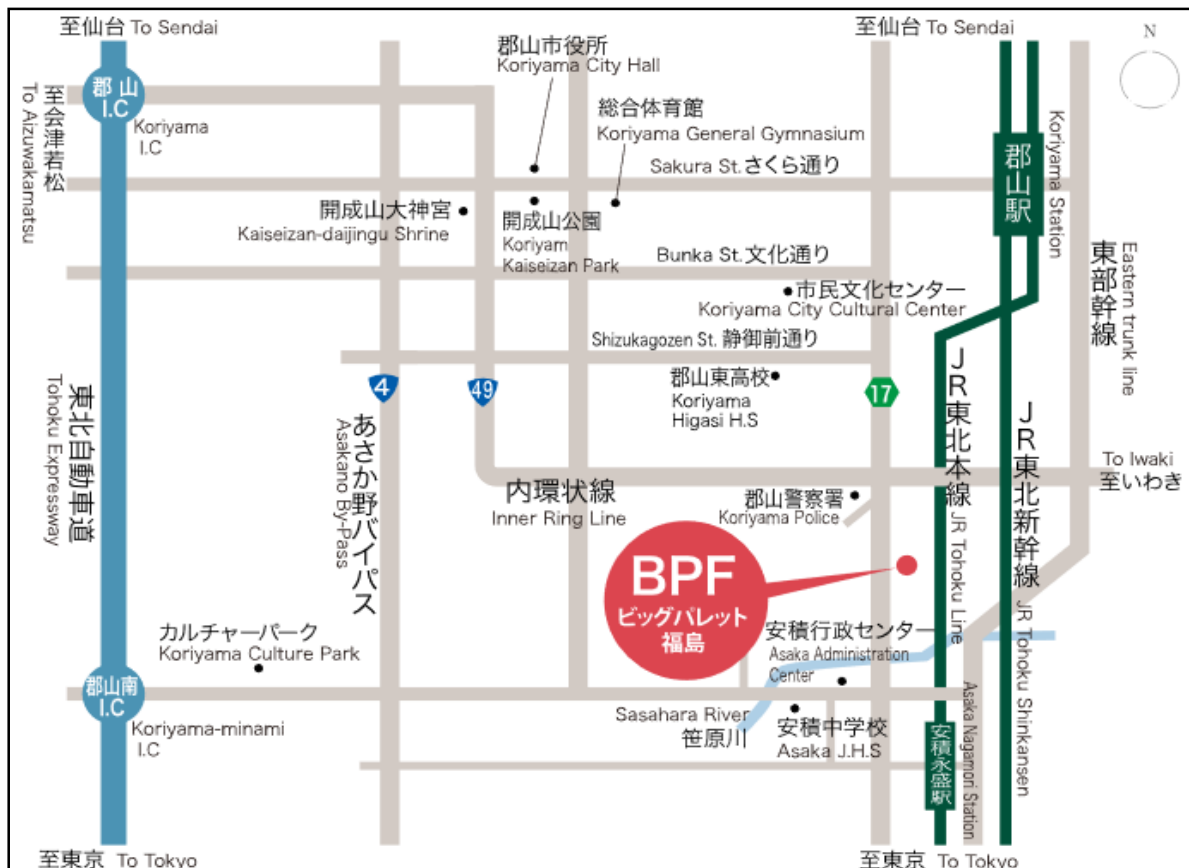 至仙台 To Sendai
至仙台 To Sendai
N
郡山市役所
Koriyama City Hall
郡山
I.C
Koriyama
I.C
至会津若松
To Aizuwakamatsu
総合体育館
Koriyama General Gymnasium
Sakura St. さくら通り
郡山駅
Koriyama Station
開成山大神宮
Kaiseizan-daijingu Shrine
開成山公園
Koriyam
Kaiseizan Park
Bunka St. 文化通り
市民文化センター
Koriyama City Cultural Center
東部幹線
Eastern trunk line
Shizukagozen St. 静御前通り
4
49
17
郡山東高校
Koriyama
Higasi H.S
東北自動車道
Tohoku Expressway
あさか野バイパス
Asakano By-Pass
JR東北本線
JR Tohoku Line
JR東北新幹線
JR Tohoku Shinkansen
To Iwaki
至いわき
内環状線
Inner Ring Line
郡山警察署
Koriyama Police
BPF
ビッグパレット
福島
カルチャーパーク
Koriyama Culture Park
安積行政センター
Asaka Administration
Center
郡山南
I.C
Koriyama-minami
I.C
Sasahara River
笹原川
安積中学校
Asaka J.H.S
安積永盛駅
Asaka Nagamori Station
至東京 To Tokyo
至東京 To Tokyo